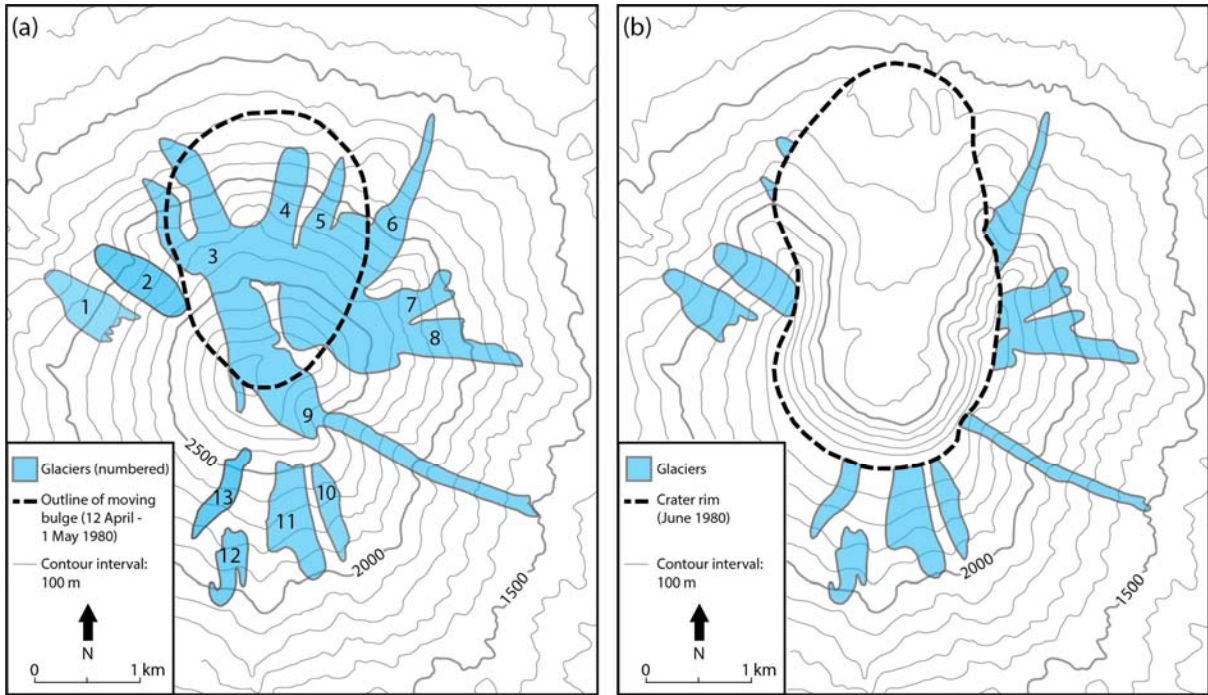 (a)
1
2
3
4
5
6
7
8
9
10
11
12
13
2500
2000
1500
Glaciers (numbered)
Outline of moving
bulge (12 April -
1 May 1980)
Contour interval:
100 m
N
0 1 km
(b)
2000
1500
Glaciers
Crater rim
(June 1980)
Contour interval:
100 m
N
0 1 km